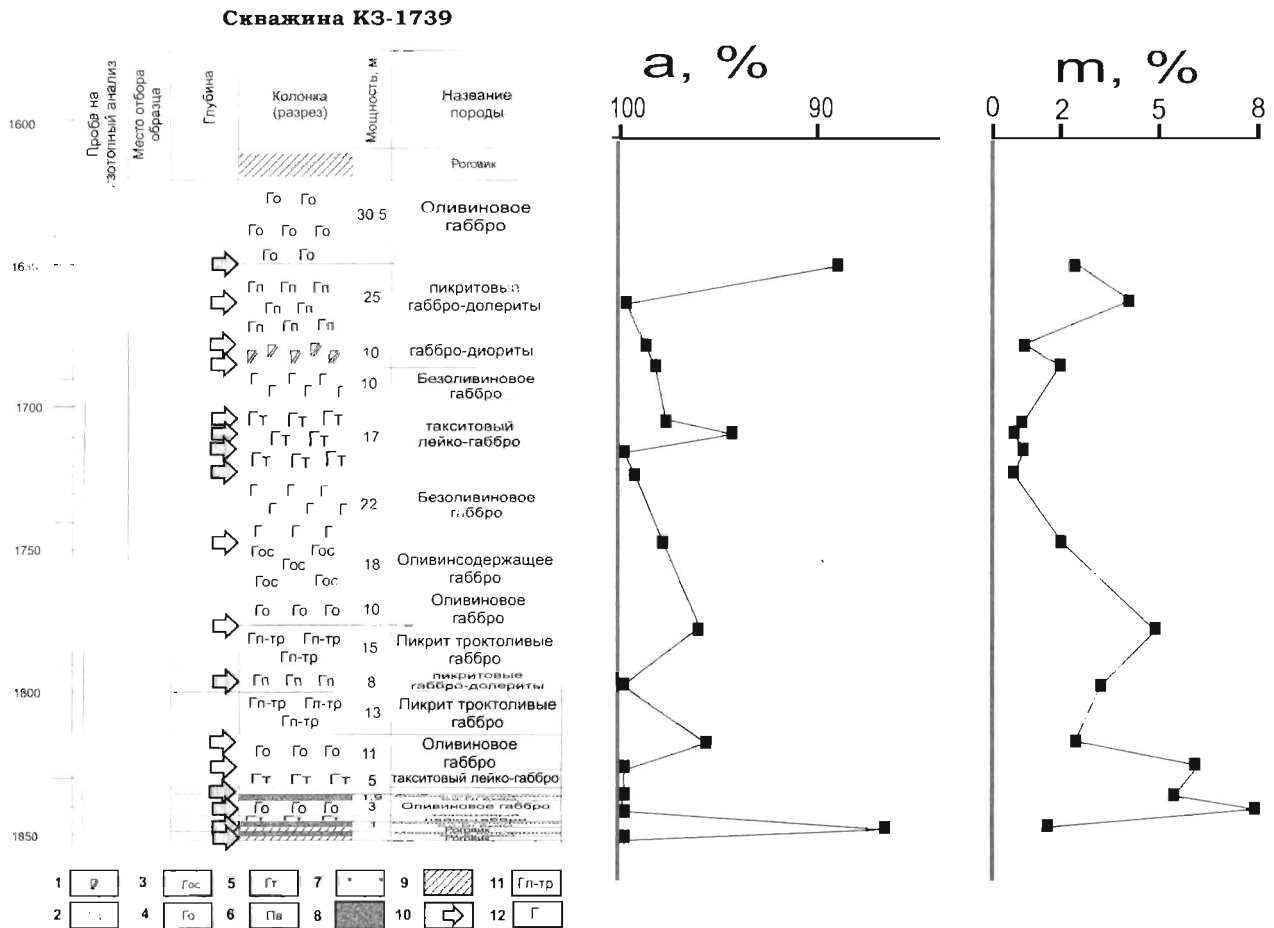 Скважина КЗ-1739
a, %
m, %
100 90
0 2 5 8
Место отбора образца
Глубина
Колонка
(разрез)
Мощность, м
Название
породы
1600
Роговик
Го Го
Го Го Го
Го Го
30 5
Оливиновое
габбро
Гп Гп Гп
Гп Гп
Гп Гп Гп
25
пикритовые
габбро-долериты
10
габбро-диориты
Г Г Г
Г Г Г
10
Безоливиновое
габбро
1700
Гт Гт Гт
Гт Гт
Гт Гт Гт
17
такситовый
лейко-габбро
Г Г Г
Г Г Г
Г Г Г
22
Безоливиновое
габбро
1750
Гос Гос
Гос
Гос Гос
18
Оливинсодержащее
габбро
Го Го Го
10
Оливиновое
габбро
Гп-тр Гп-тр
Гп-тр
15
Пикрит троктоливые
габбро
1800
Гп Гп Гп
8
пикритовые
габбро-долериты
Гп-тр Гп-тр
Гп-тр
13
Пикрит троктоливые
габбро
Го Го Го
11
Оливиновое
габбро
Гт Гт Гт
5
такситовый лейко-габбро
Го Го Го
3
Оливиновое габбро
1850
Роговик
Роговик
1 3 Гос 5 Гт 7 9 11 Гп-тр
2 4 Го 6 Пв 8 10 12 Г